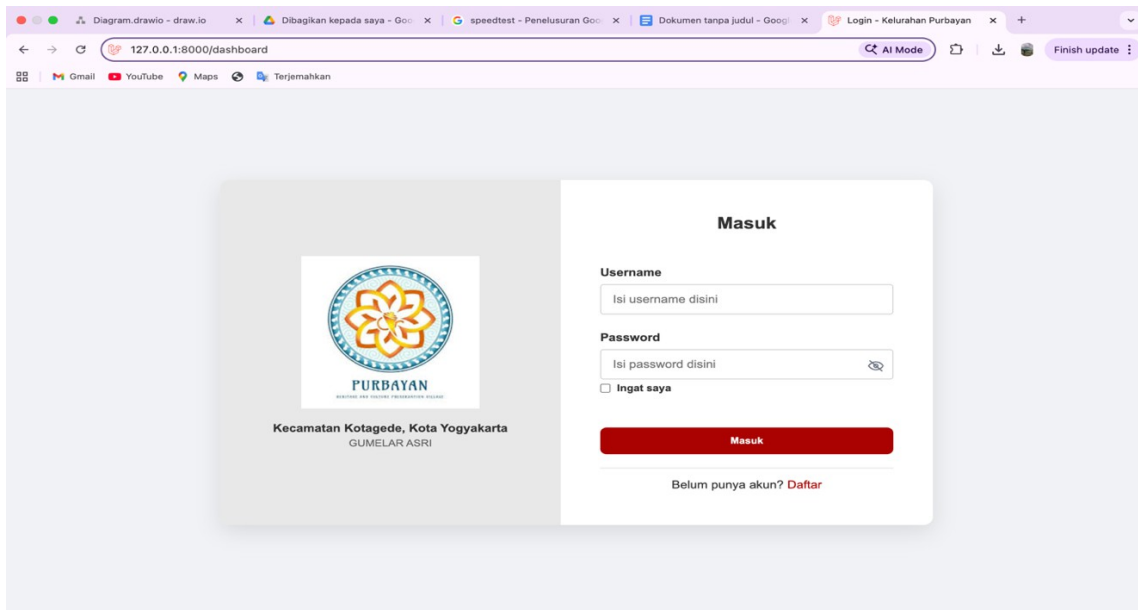 Diagram.drawio - draw.io
Dibagikan kepada saya - Goo
speedtest - Penelusuran Goo
Dokumen tanpa judul - Googl
Login - Kelurahan Purbayan
127.0.0.1:8000/dashboard
AI Mode
Finish update
Gmail
YouTube
Maps
Terjemahkan
PURBAYAN
Kecamatan Kotagede, Kota Yogyakarta
GUMELAR ASRI
Masuk
Username
Isi username disini
Password
Isi password disini
Ingat saya
Masuk
Belum punya akun? Daftar